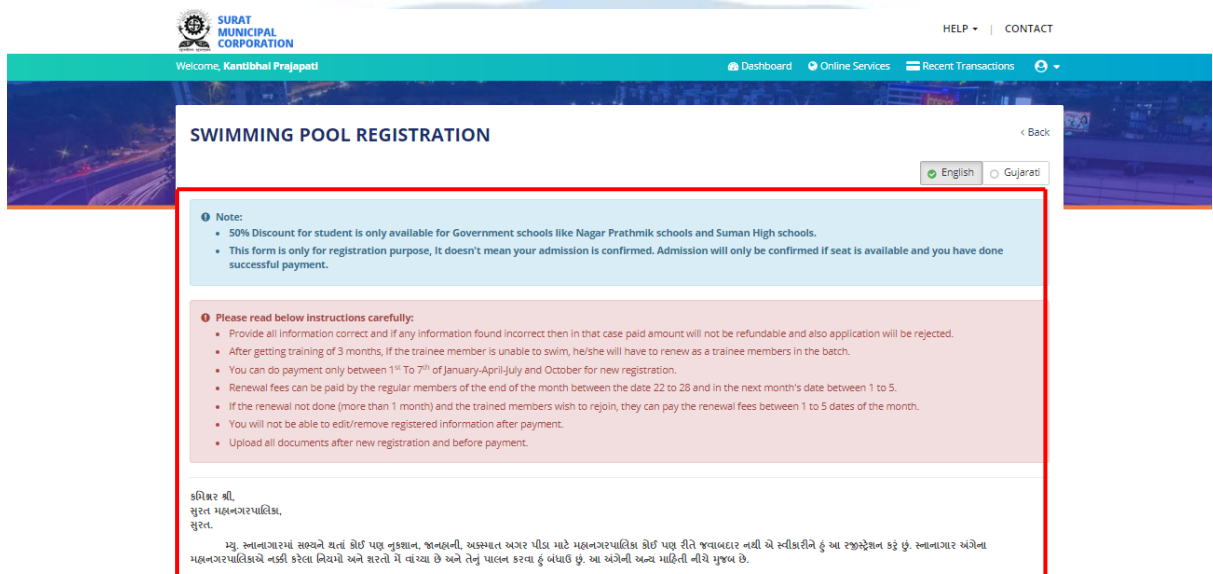 SURAT
MUNICIPAL
CORPORATION
HELP | CONTACT
Welcome, Kantibhai Prajapati
Dashboard Online Services Recent Transactions
SWIMMING POOL REGISTRATION
< Back
English Gujarati
Note:
• 50% Discount for student is only available for Government schools like Nagar Prathmik schools and Suman High schools.
• This form is only for registration purpose, It doesn't mean your admission is confirmed. Admission will only be confirmed if seat is available and you have done
successful payment.
Please read below instructions carefully:
• Provide all information correct and if any information found incorrect then in that case paid amount will not be refundable and also application will be rejected.
• After getting training of 3 months, If the trainee member is unable to swim, he/she will have to renew as a trainee members in the batch.
• You can do payment only between 1st To 7th of January-April-July and October for new registration.
• Renewal fees can be paid by the regular members of the end of the month between the date 22 to 28 and in the next month's date between 1 to 5.
• If the renewal not done (more than 1 month) and the trained members wish to rejoin, they can pay the renewal fees between 1 to 5 dates of the month.
• You will not be able to edit/remove registered information after payment.
• Upload all documents after new registration and before payment.
કમિશ્નર શ્રી,
સુરત મહાનગરપાલિકા,
સુરત.
મ્યુ. સ્નાનાગારમાં સભ્યને થતાં કોઈ પણ નુકશાન, જાનહાની, અકસ્માત અગર પીડા માટે મહાનગરપાલિકા કોઈ પણ રીતે જવાબદાર નથી એ સ્વીકારીને હું આ રજીસ્ટ્રેશન કરું છું. સ્નાનાગાર અંગેના
મહાનગરપાલિકાએ નક્કી કરેલા નિયમો અને શરતો મેં વાંચ્યા છે અને તેનું પાલન કરવા હું બંધાઉ છું. આ અંગેની અન્ય માહિતી નીચે મુજબ છે.